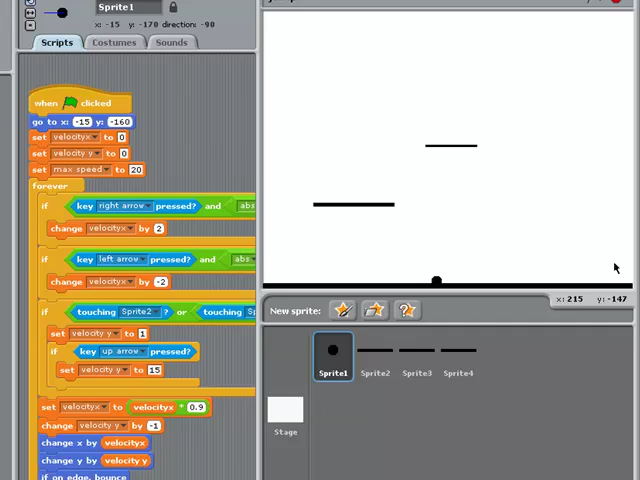 Sprite1
x: -15 y: -170 direction: -90
Scripts Costumes Sounds
when clicked
go to x: -15 y: -160
set velocityx to 0
set velocity y to 0
set max speed to 20
forever
if key right arrow pressed? and abs
change velocityx by 2
if key left arrow pressed? and abs
change velocityx by -2
if touching Sprite2 ? or touching Sp
set velocity y to 1
if key up arrow pressed?
set velocity y to 15
set velocityx to velocityx * 0.9
change velocity y by -1
change x by velocityx
change y by velocity y
if on edge, bounce
x: 215 y: -147
New sprite:
Sprite1 Sprite2 Sprite3 Sprite4
Stage